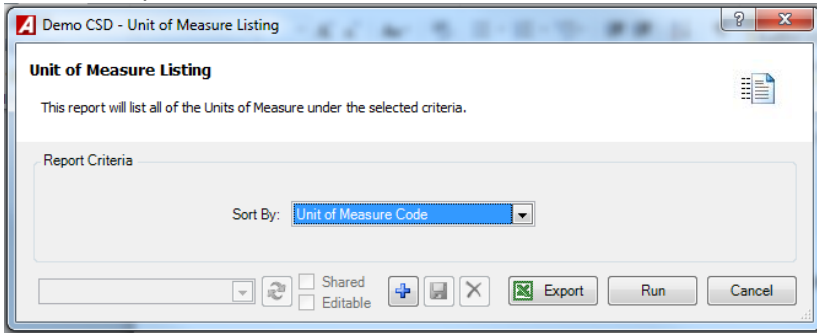 Demo CSD - Unit of Measure Listing
Unit of Measure Listing
This report will list all of the Units of Measure under the selected criteria.
Report Criteria
Sort By: Unit of Measure Code
Shared
Editable
Export Run Cancel